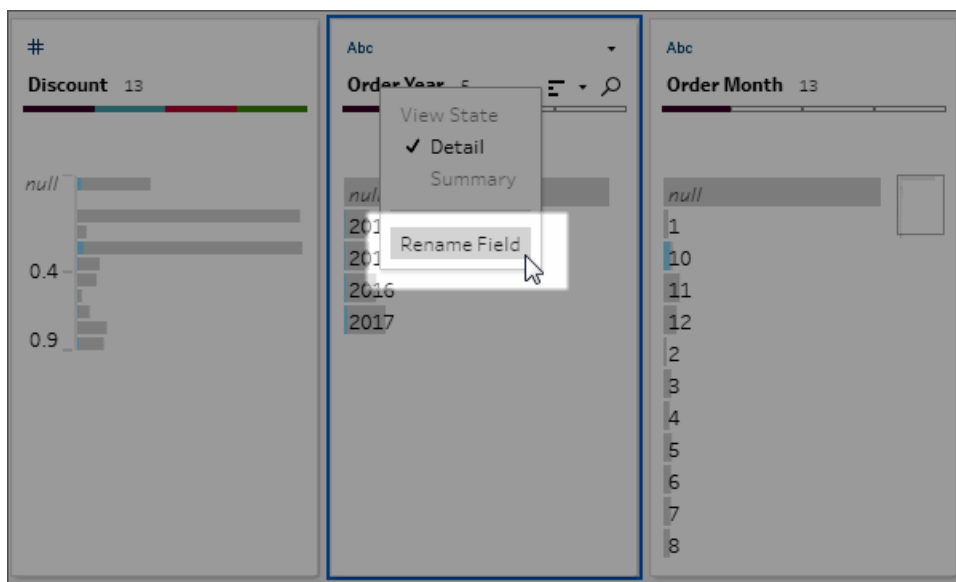 #
Discount 13
null
0.4
0.9
Abc
Order Year 5
View State
✔ Detail
Summary
Rename Field
2016
2017
Abc
Order Month 13
null
1
10
11
12
2
3
4
5
6
7
8